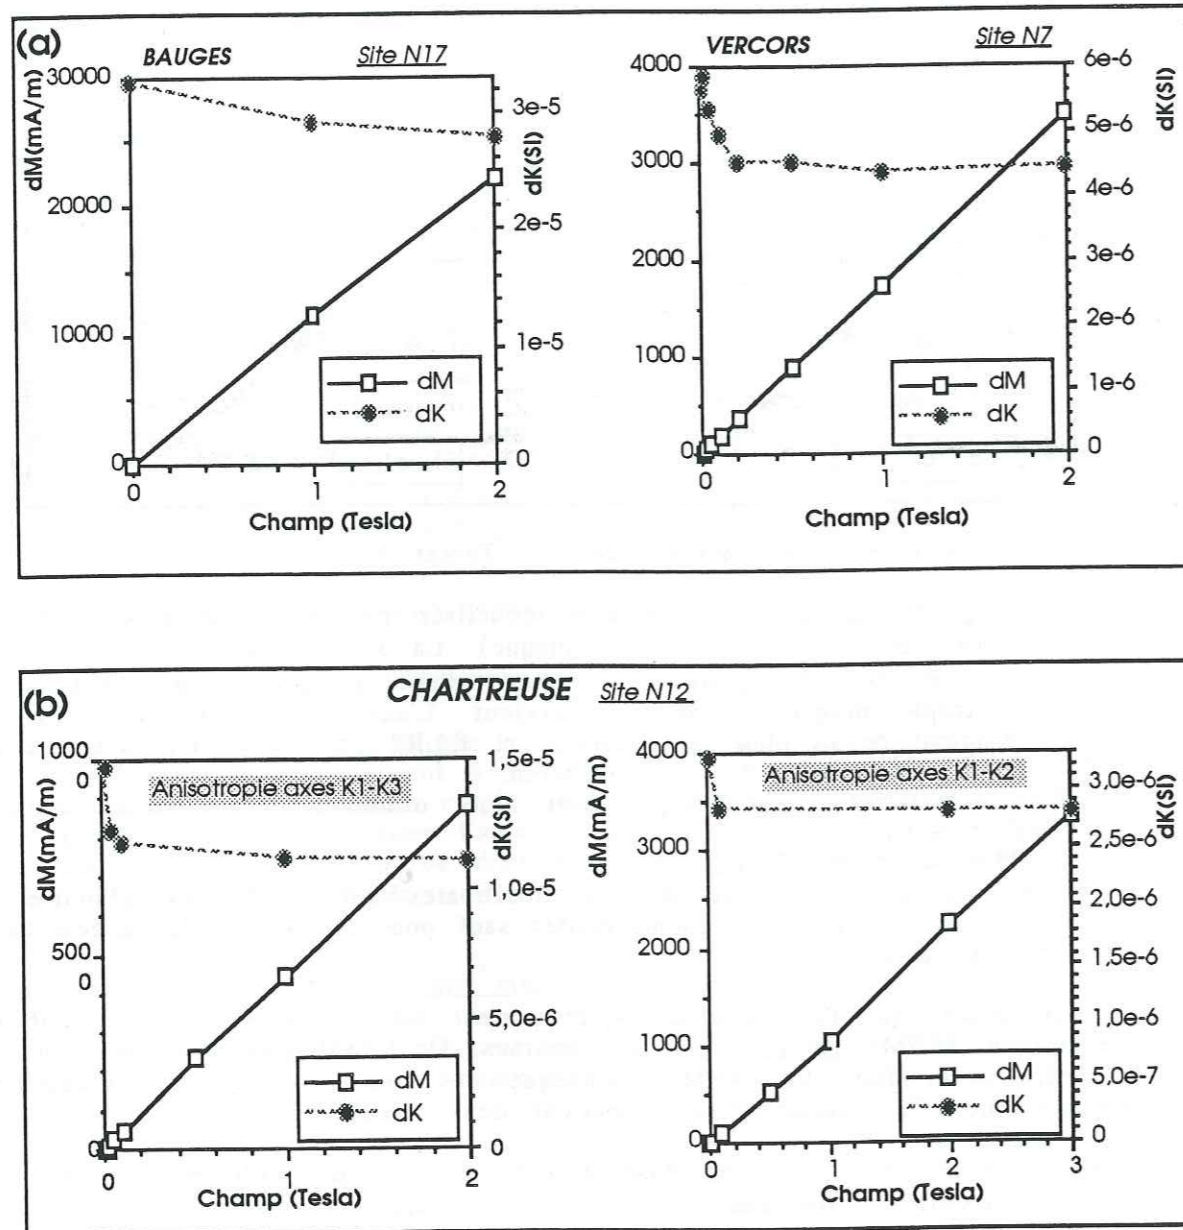 (a)
BAUGES Site N17
30000
20000
10000
0
dM(mA/m)
3e-5
2e-5
1e-5
0
dK(SI)
dM
dK
0 1 2
Champ (Tesla)
VERCORS Site N7
4000
3000
2000
1000
0
6e-6
5e-6
4e-6
3e-6
2e-6
1e-6
0
dK(SI)
dM
dK
0 1 2
Champ (Tesla)
(b)
CHARTREUSE Site N12
1000
0
500
0
0
dM(mA/m)
Anisotropie axes K1-K3
1,5e-5
1,0e-5
5,0e-6
0
dK(SI)
dM
dK
0 1 2
Champ (Tesla)
4000
3000
2000
1000
0
dM(mA/m)
Anisotropie axes K1-K2
3,0e-6
2,5e-6
2,0e-6
1,5e-6
1,0e-6
5,0e-7
0
dK(SI)
dM
dK
0 1 2 3
Champ (Tesla)